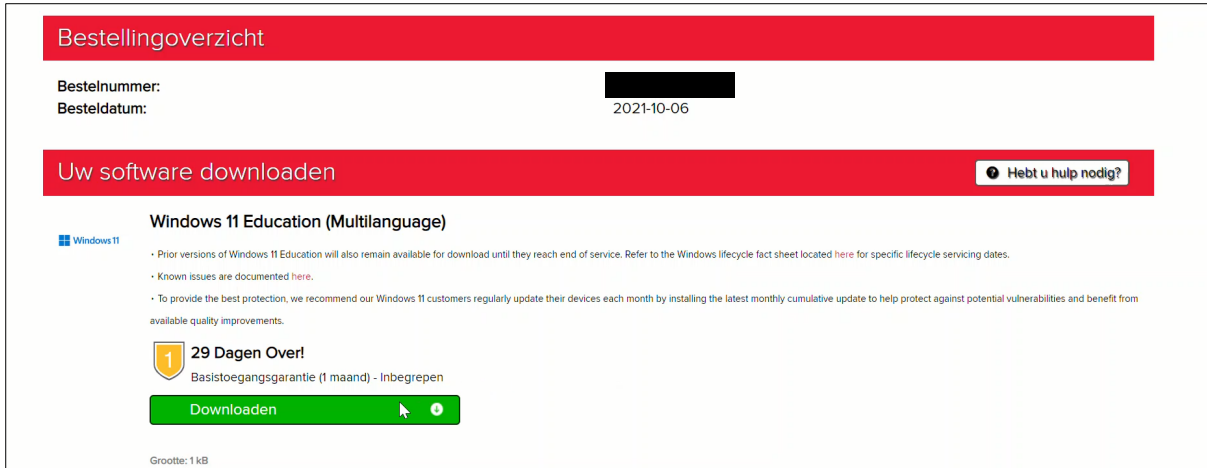 Bestellingoverzicht
Bestelnummer:
Besteldatum: 2021-10-06
Uw software downloaden
Hebt u hulp nodig?
Windows 11
Windows 11 Education (Multilanguage)
• Prior versions of Windows 11 Education will also remain available for download until they reach end of service. Refer to the Windows lifecycle fact sheet located here for specific lifecycle servicing dates.
• Known issues are documented here.
• To provide the best protection, we recommend our Windows 11 customers regularly update their devices each month by installing the latest monthly cumulative update to help protect against potential vulnerabilities and benefit from
available quality improvements.
1
29 Dagen Over!
Basistoegangsgarantie (1 maand) - Inbegrepen
Downloaden
Grootte: 1 kB